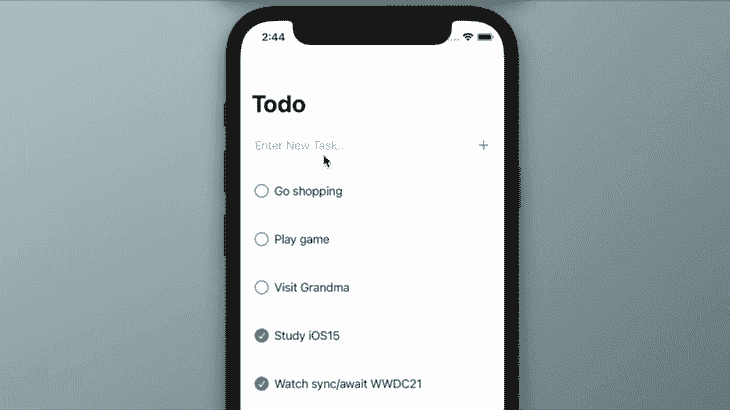 2:44
Todo
Enter New Task..
+
Go shopping
Play game
Visit Grandma
Study iOS15
Watch sync/await WWDC21